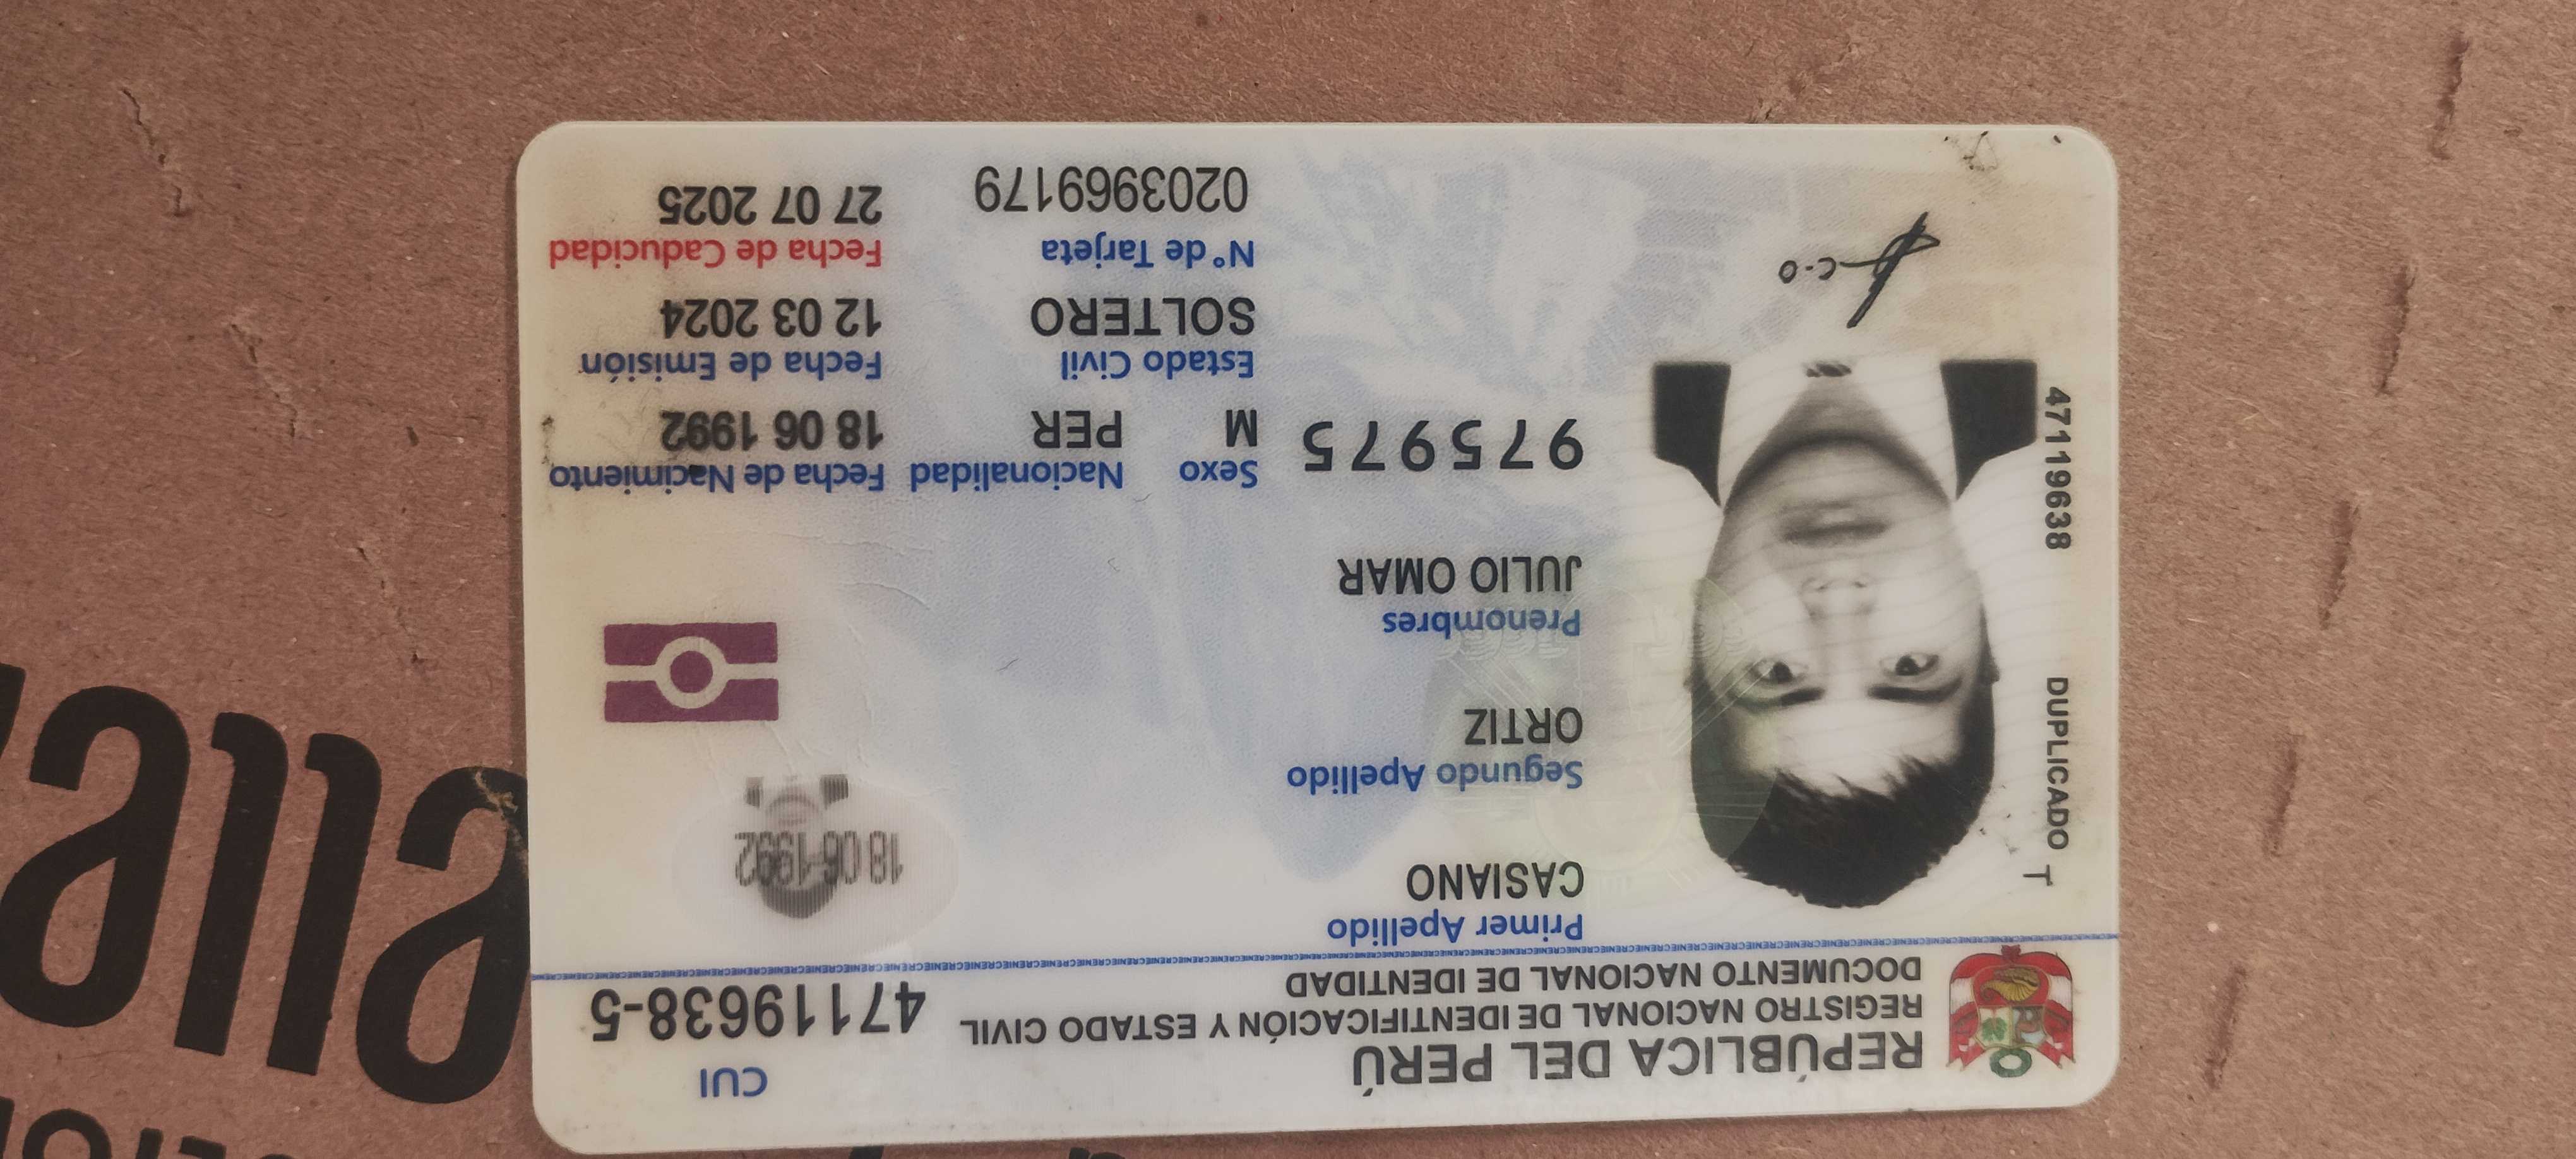 REPÚBLICA DEL PERÚ
REGISTRO NACIONAL DE IDENTIFICACIÓN Y ESTADO CIVIL
DOCUMENTO NACIONAL DE IDENTIDAD
CUI
47119638-5
Primer Apellido
CASIANO
Segundo Apellido
ORTIZ
Prenombres
JULIO OMAR
18 06 1992
DUPLICADO T
47119638
975975
Sexo Nacionalidad Fecha de Nacimiento
M PER 18 06 1992
Estado Civil Fecha de Emisión
SOLTERO 12 03 2024
N° de Tarjeta Fecha de Caducidad
0203969179 27 07 2025
C-O